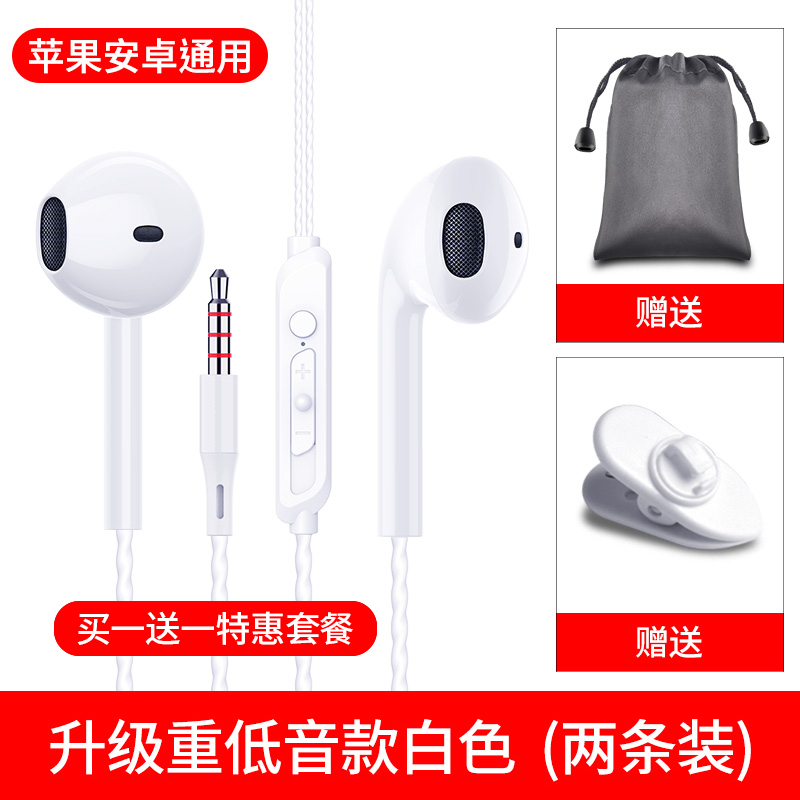 苹果安卓通用
赠送
买一送一特惠套餐
赠送
升级重低音款白色 (两条装)